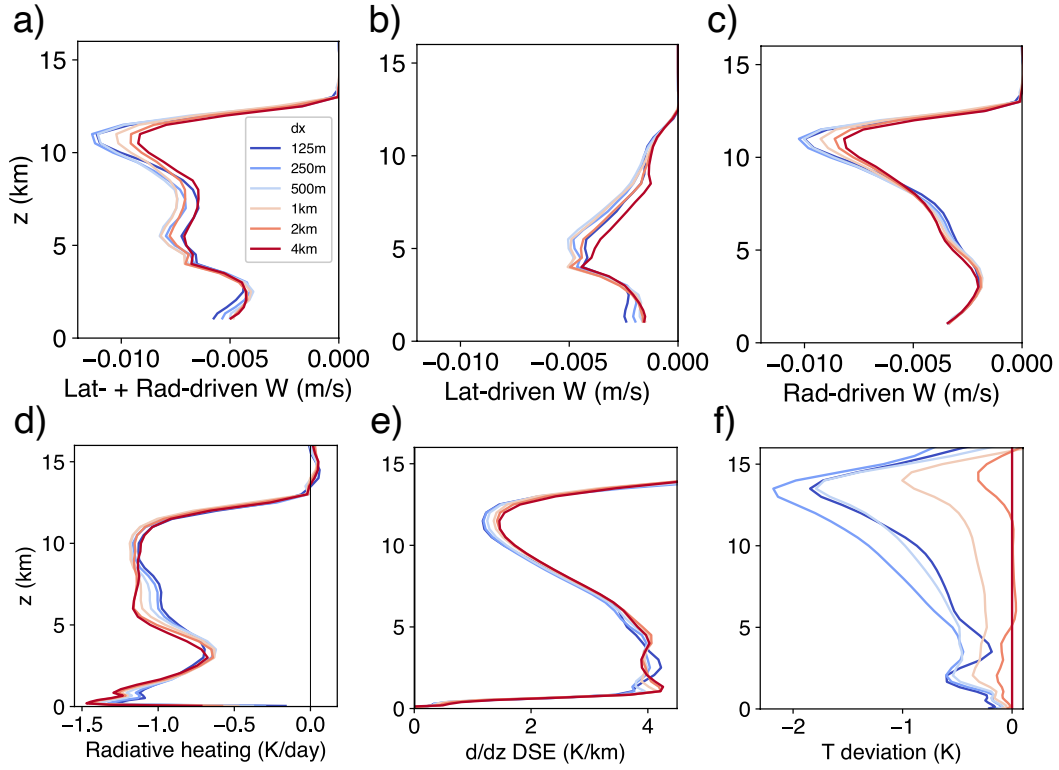 a)
b)
c)
15
10
5
0
z (km)
dx
125m
250m
500m
1km
2km
4km
−0.010
−0.005
0.000
Lat- + Rad-driven W (m/s)
15
10
5
0
−0.010
−0.005
0.000
Lat-driven W (m/s)
15
10
5
0
−0.010
−0.005
0.000
Rad-driven W (m/s)
d)
e)
f)
15
10
5
0
z (km)
−1.5
−1.0
−0.5
0.0
Radiative heating (K/day)
15
10
5
0
0
2
4
d/dz DSE (K/km)
15
10
5
0
−2
−1
0
T deviation (K)